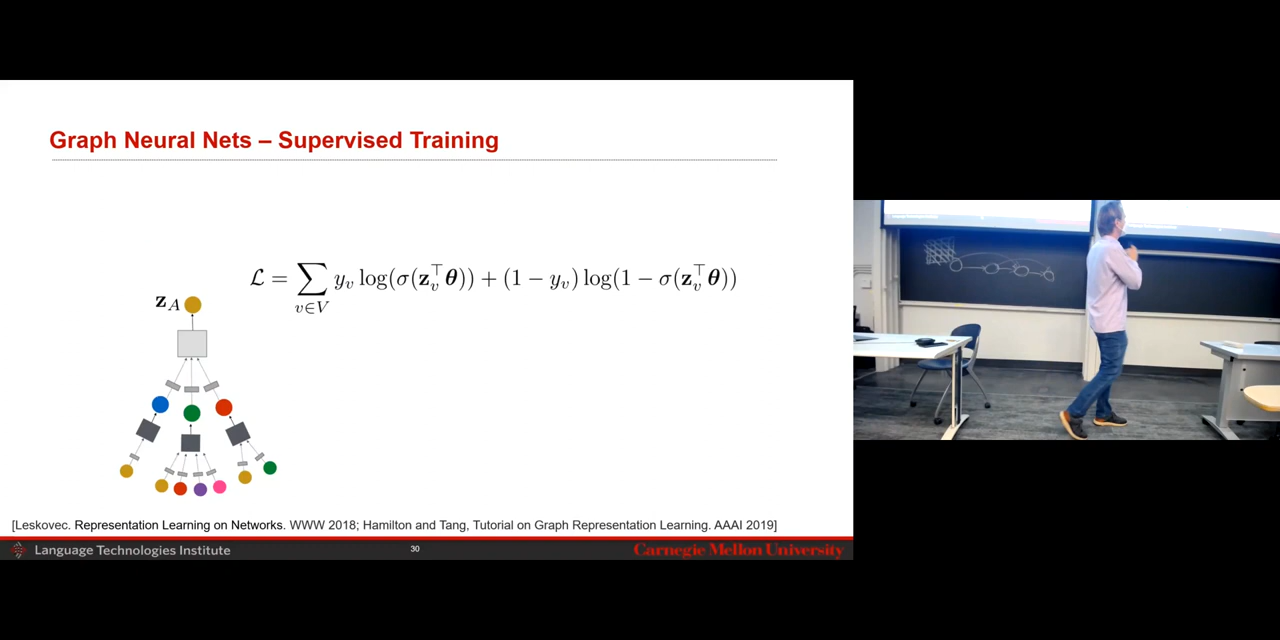 Graph Neural Nets – Supervised Training
ℒ = ∑_{v∈V} y_v log(σ(𝐳_v^⊤ 𝜽)) + (1 − y_v) log(1 − σ(𝐳_v^⊤ 𝜽))
𝐳_A
[Leskovec. Representation Learning on Networks. WWW 2018; Hamilton and Tang, Tutorial on Graph Representation Learning. AAAI 2019]
Language Technologies Institute 30 Carnegie Mellon University